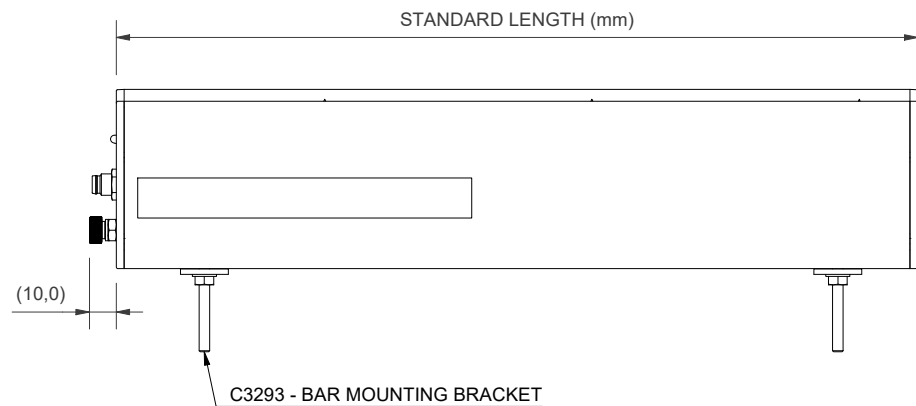 STANDARD LENGTH (mm)
(10,0)
C3293 - BAR MOUNTING BRACKET